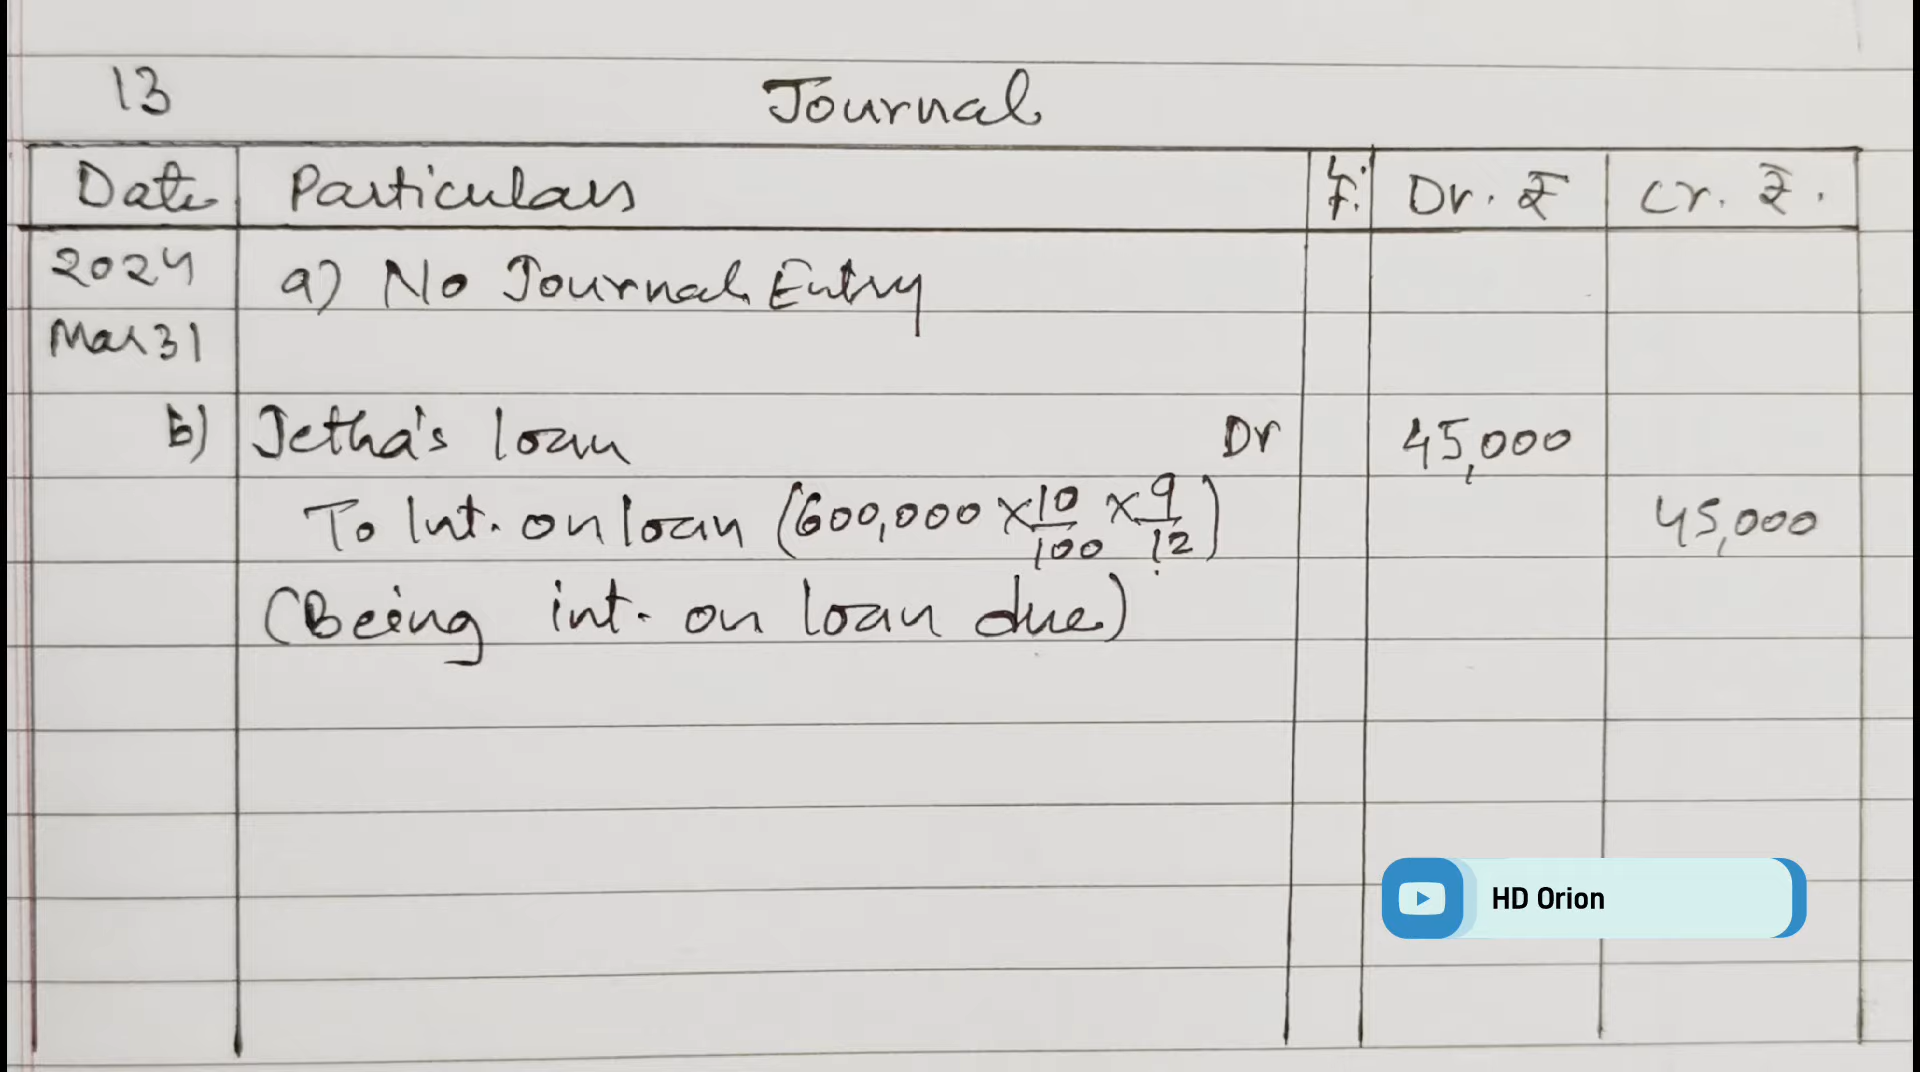 13
Journal
Date Particulars L.F. Dr. ₹ Cr. ₹.
2024 a) No Journal Entry
Mar 31
b) Jetha's loan Dr 45,000
To Int. on loan (600,000 × 10/100 × 9/12) 45,000
(Being int. on loan due)
HD Orion